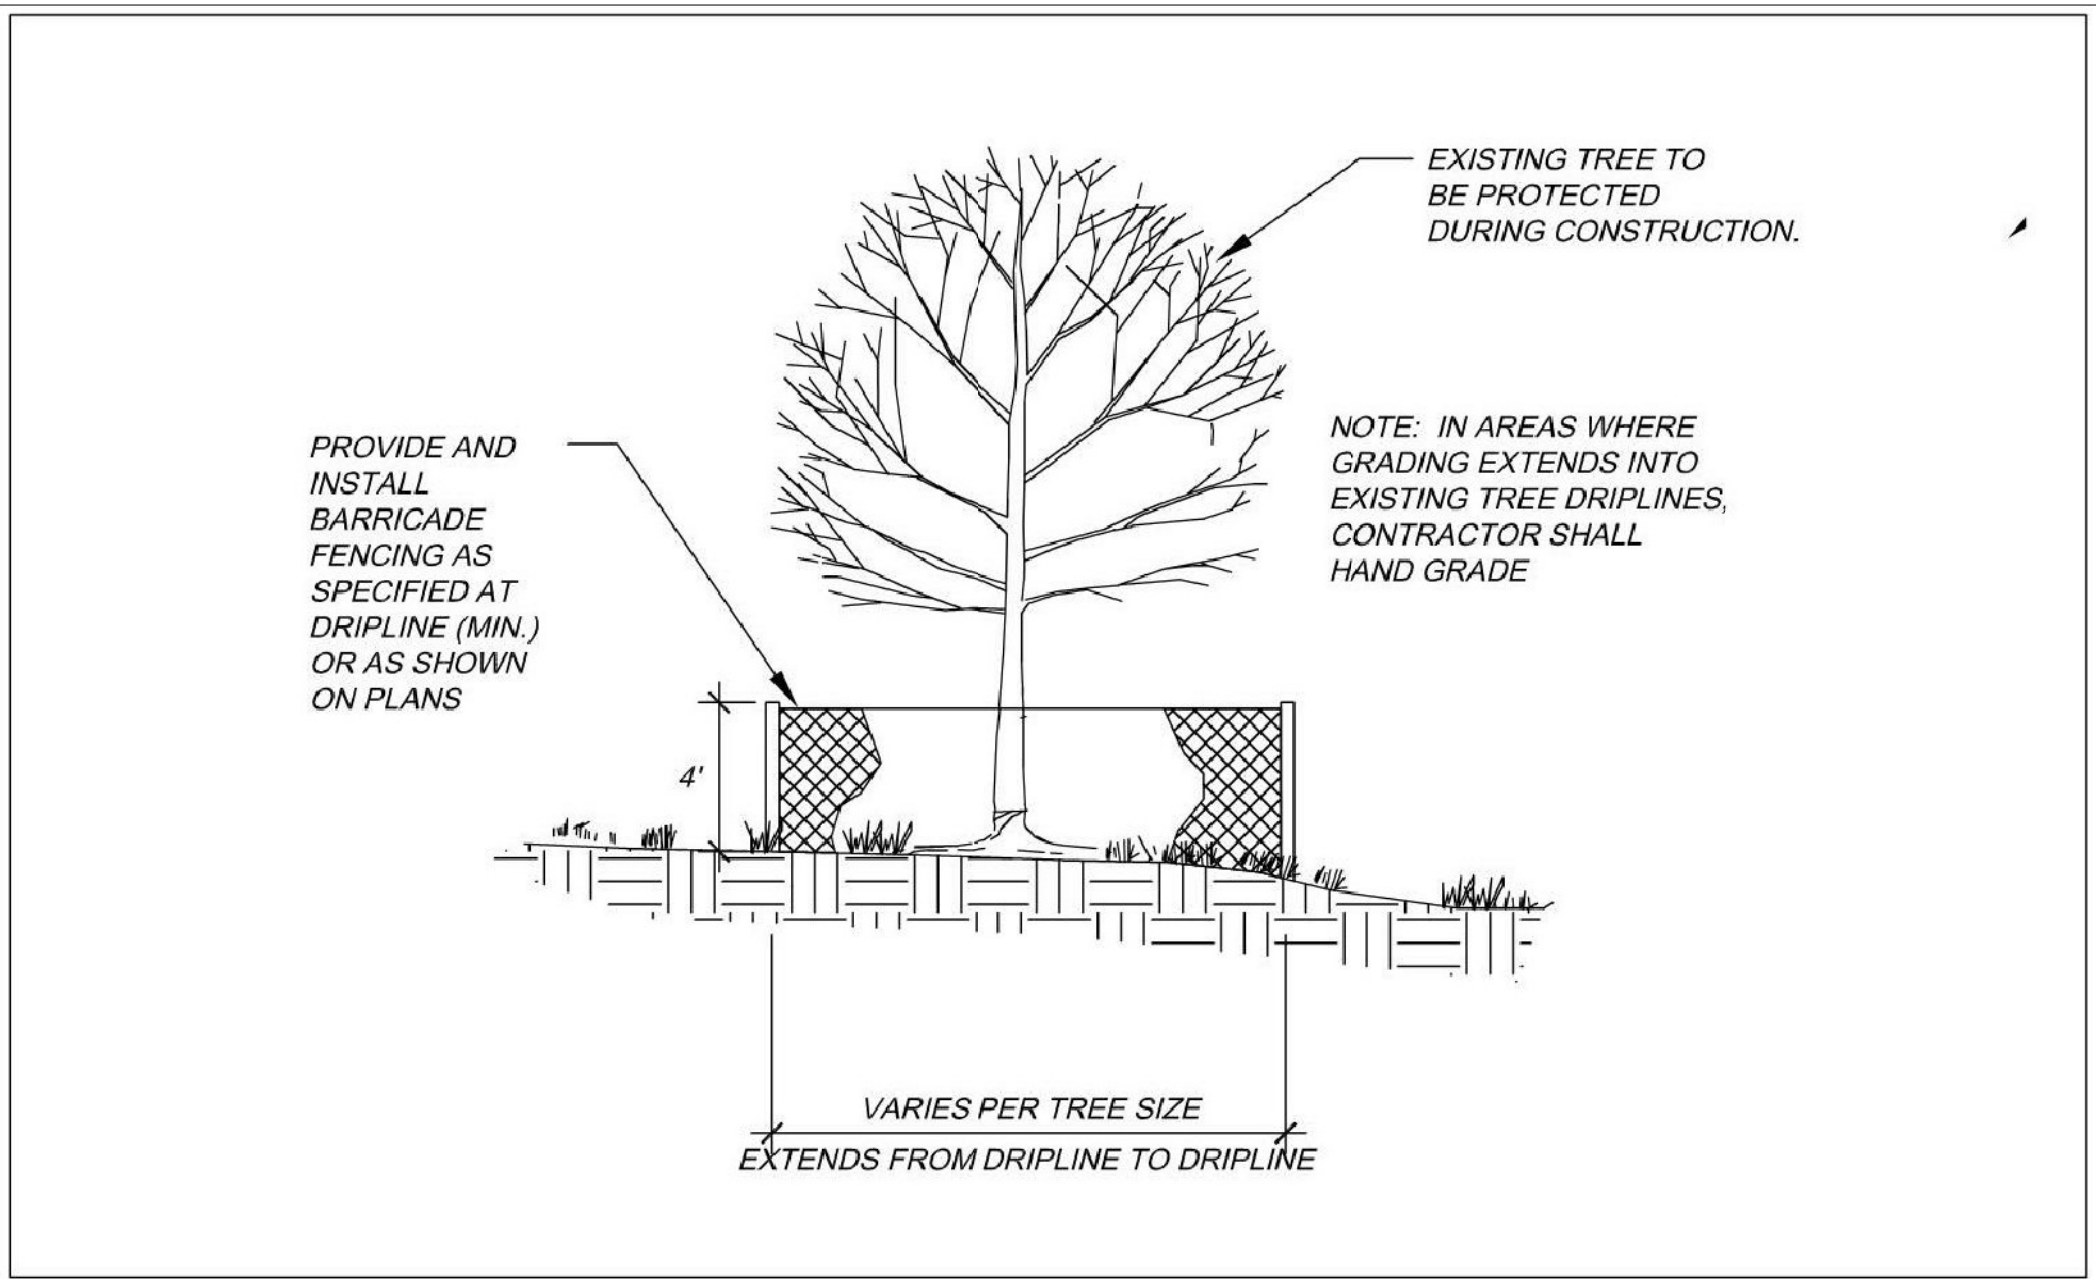 EXISTING TREE TO
BE PROTECTED
DURING CONSTRUCTION.
NOTE: IN AREAS WHERE
GRADING EXTENDS INTO
EXISTING TREE DRIPLINES,
CONTRACTOR SHALL
HAND GRADE
PROVIDE AND
INSTALL
BARRICADE
FENCING AS
SPECIFIED AT
DRIPLINE (MIN.)
OR AS SHOWN
ON PLANS
4'
VARIES PER TREE SIZE
EXTENDS FROM DRIPLINE TO DRIPLINE